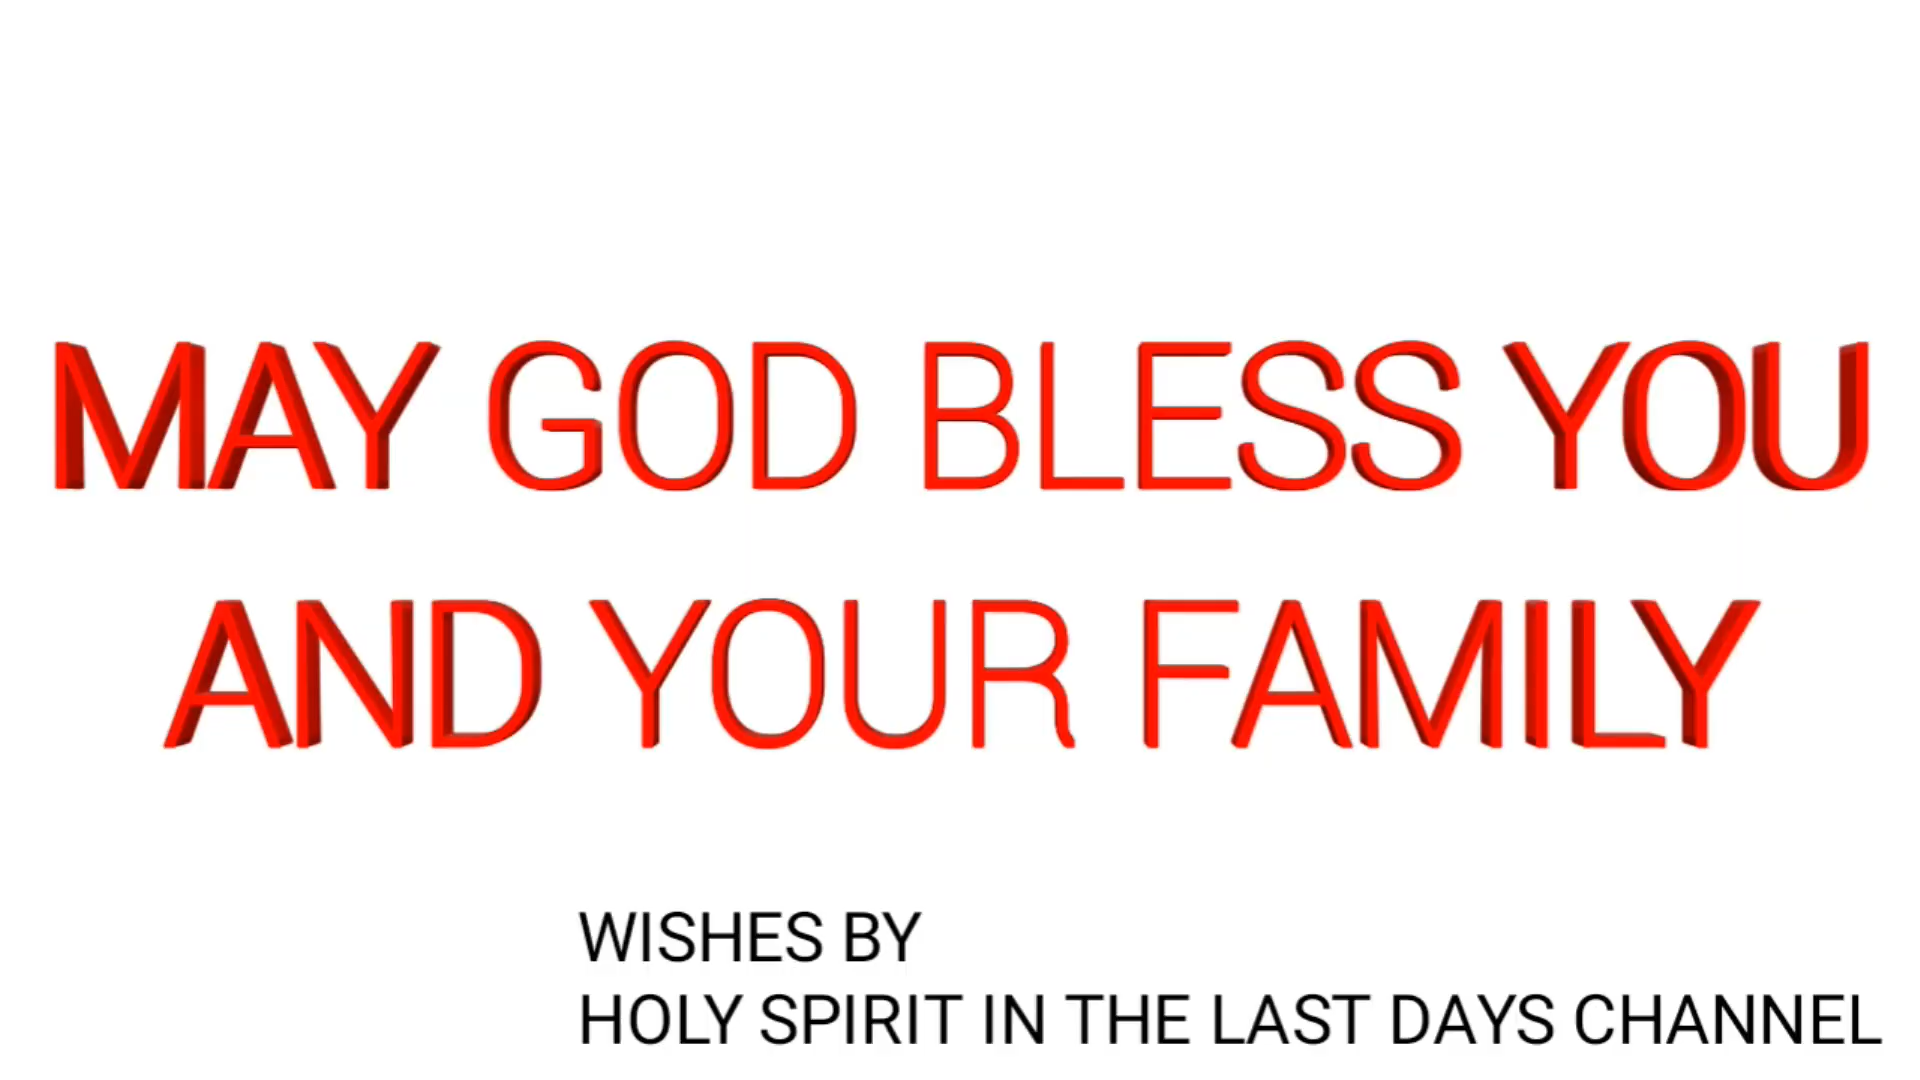 MAY GOD BLESS YOU
AND YOUR FAMILY
WISHES BY
HOLY SPIRIT IN THE LAST DAYS CHANNEL